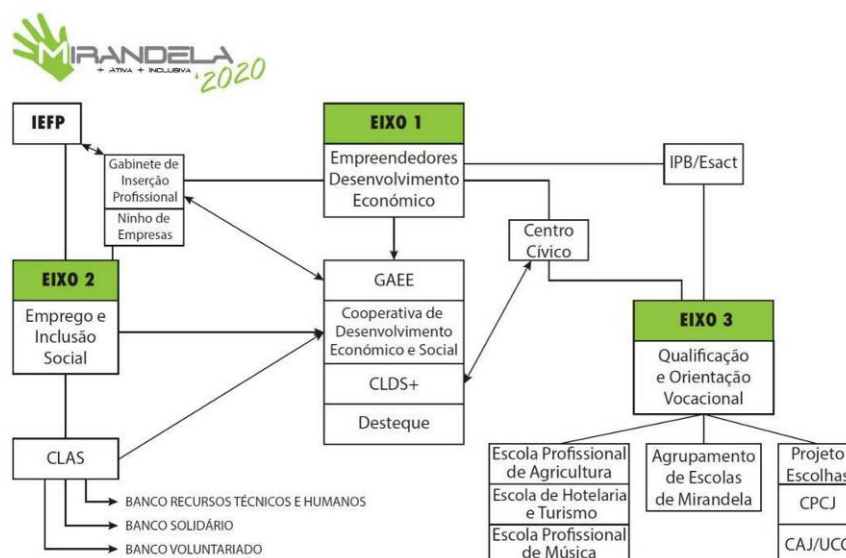 MIRANDELA
+ ATIVA + INCLUSIVA
'2020
IEFP
Gabinete de
Inserção
Profissional
Ninho de
Empresas
EIXO 1
Empreendedores
Desenvolvimento
Económico
IPB/Esact
Centro
Cívico
EIXO 2
Emprego e
Inclusão
Social
GAEE
Cooperativa de
Desenvolvimento
Económico e Social
CLDS+
Desteque
EIXO 3
Qualificação
e Orientação
Vocacional
CLAS
BANCO RECURSOS TÉCNICOS E HUMANOS
BANCO SOLIDÁRIO
BANCO VOLUNTARIADO
Escola Profissional
de Agricultura
Escola de Hotelaria
e Turismo
Escola Profissional
de Música
Agrupamento
de Escolas
de Mirandela
Projeto
Escolhas
CPCJ
CAJ/UCC